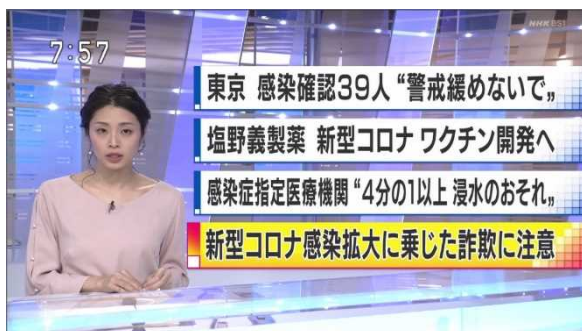 7:57
NHK BS1
東京 感染確認39人“警戒緩めないで„
塩野義製薬 新型コロナ ワクチン開発へ
感染症指定医療機関“4分の1以上 浸水のおそれ„
新型コロナ感染拡大に乗じた詐欺に注意